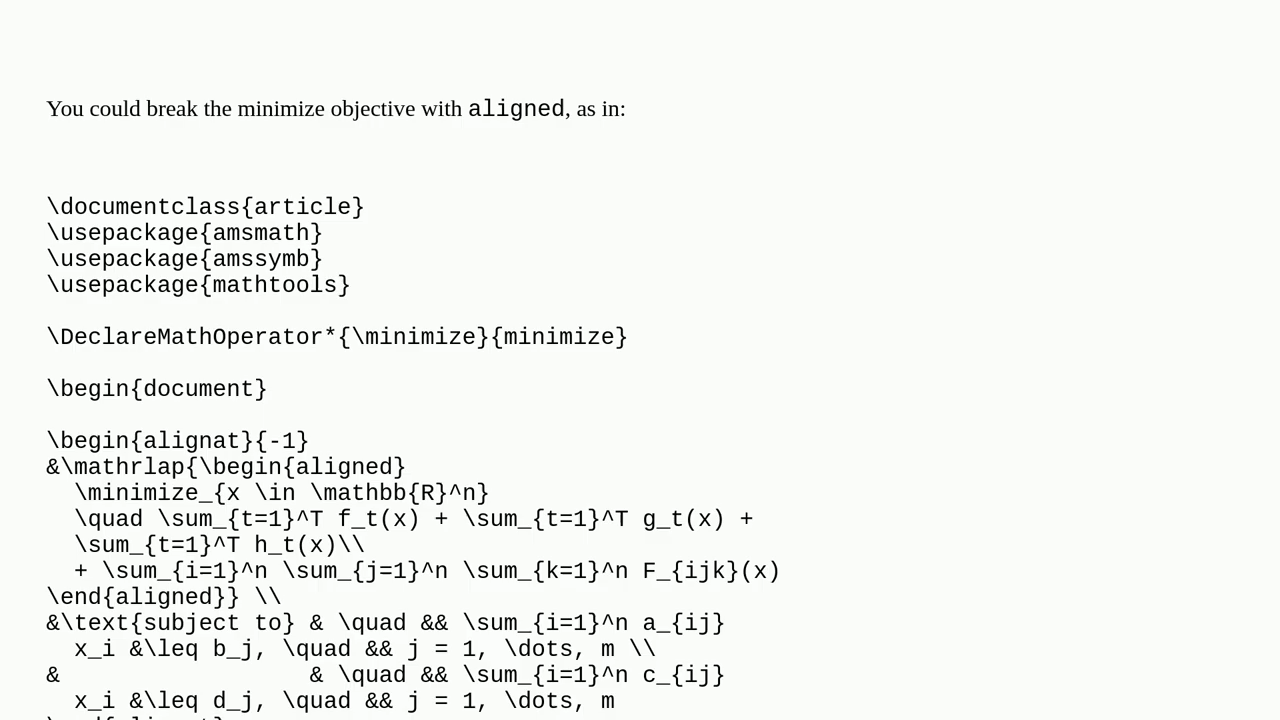 You could break the minimize objective with aligned, as in:
\documentclass{article}
\usepackage{amsmath}
\usepackage{amssymb}
\usepackage{mathtools}
\DeclareMathOperator*{\minimize}{minimize}
\begin{document}
\begin{alignat}{-1}
&\mathrlap{\begin{aligned}
  \minimize_{x \in \mathbb{R}^n}
  \quad \sum_{t=1}^T f_t(x) + \sum_{t=1}^T g_t(x) +
  \sum_{t=1}^T h_t(x)\\
  + \sum_{i=1}^n \sum_{j=1}^n \sum_{k=1}^n F_{ijk}(x)
\end{aligned}} \\
&\text{subject to} & \quad && \sum_{i=1}^n a_{ij}
  x_i &\leq b_j, \quad && j = 1, \dots, m \\
&                  & \quad && \sum_{i=1}^n c_{ij}
  x_i &\leq d_j, \quad && j = 1, \dots, m